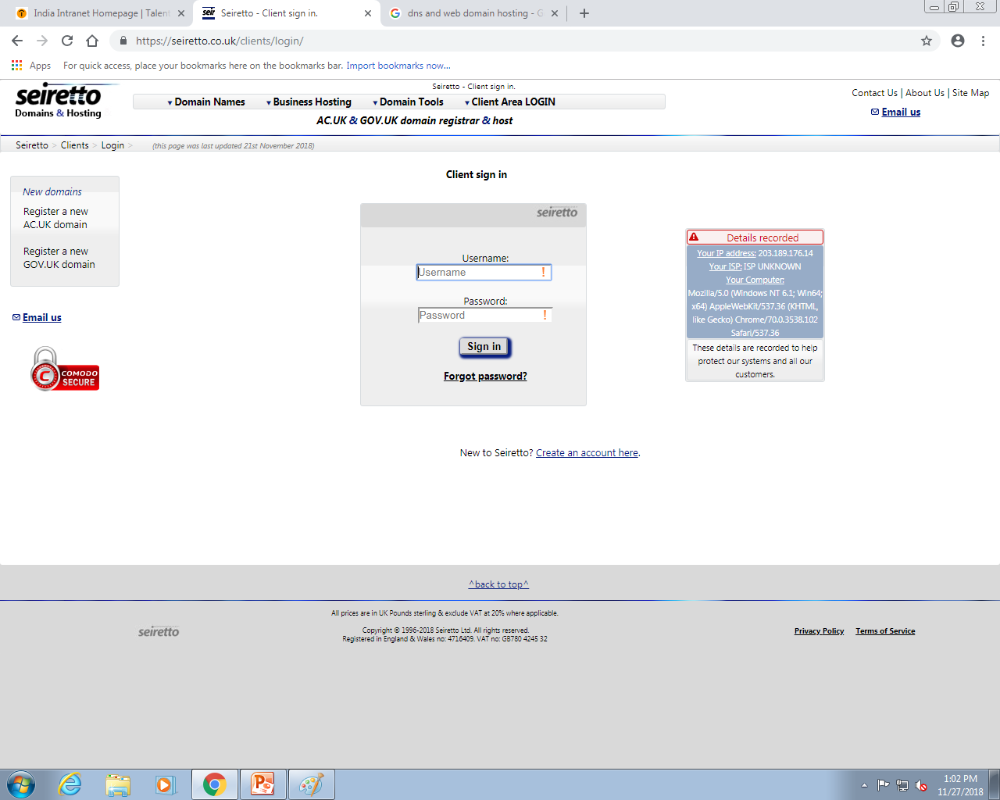 India Intranet Homepage | Talent
Seiretto - Client sign in.
dns and web domain hosting - G
https://seiretto.co.uk/clients/login/
Apps
For quick access, place your bookmarks here on the bookmarks bar. Import bookmarks now...
seiretto
Domains & Hosting
Seiretto - Client sign in.
Domain Names
Business Hosting
Domain Tools
Client Area LOGIN
AC.UK & GOV.UK domain registrar & host
Contact Us | About Us | Site Map
Email us
Seiretto > Clients > Login >
(this page was last updated 21st November 2018)
New domains
Register a new
AC.UK domain
Register a new
GOV.UK domain
Email us
COMODO
SECURE
Client sign in
seiretto
Username:
Username
!
Password:
Password
!
Sign in
Forgot password?
Details recorded
Your IP address: 203.189.176.14
Your ISP: ISP UNKNOWN
Your Computer:
Mozilla/5.0 (Windows NT 6.1; Win64;
x64) AppleWebKit/537.36 (KHTML,
like Gecko) Chrome/70.0.3538.102
Safari/537.36
These details are recorded to help
protect our systems and all our
customers.
New to Seiretto? Create an account here.
^back to top^
seiretto
All prices are in UK Pounds sterling & exclude VAT at 20% where applicable.
Copyright © 1996-2018 Seiretto Ltd. All rights reserved.
Registered in England & Wales no: 4716409. VAT no: GB780 4245 32
Privacy Policy
Terms of Service
1:02 PM
11/27/2018